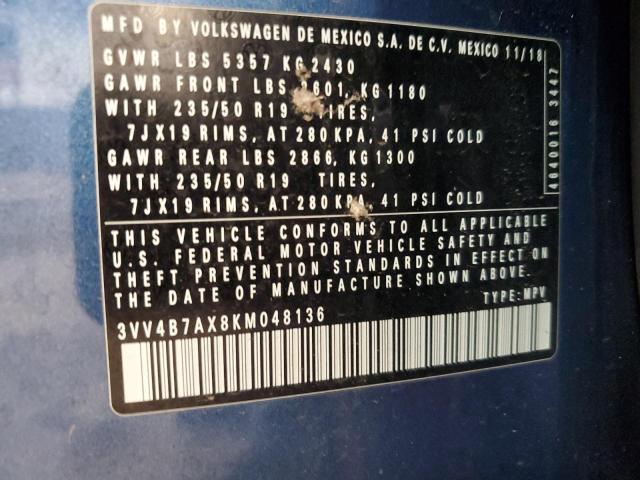 MFD BY VOLKSWAGEN DE MEXICO S.A. DE C.V. MEXICO 11/18
GVWR LBS 5357 KG 2430
GAWR FRONT LBS 2601, KG 1180
WITH 235/50 R19 TIRES,
7JX19 RIMS, AT 280 KPA, 41 PSI COLD
GAWR REAR LBS 2866, KG 1300
WITH 235/50 R19 TIRES,
7JX19 RIMS, AT 280 KPA, 41 PSI COLD
THIS VEHICLE CONFORMS TO ALL APPLICABLE
U.S. FEDERAL MOTOR VEHICLE SAFETY AND
THEFT PREVENTION STANDARDS IN EFFECT ON
THE DATE OF MANUFACTURE SHOWN ABOVE.
3VV4B7AX8KM048136 TYPE: MPV
4640016 3447